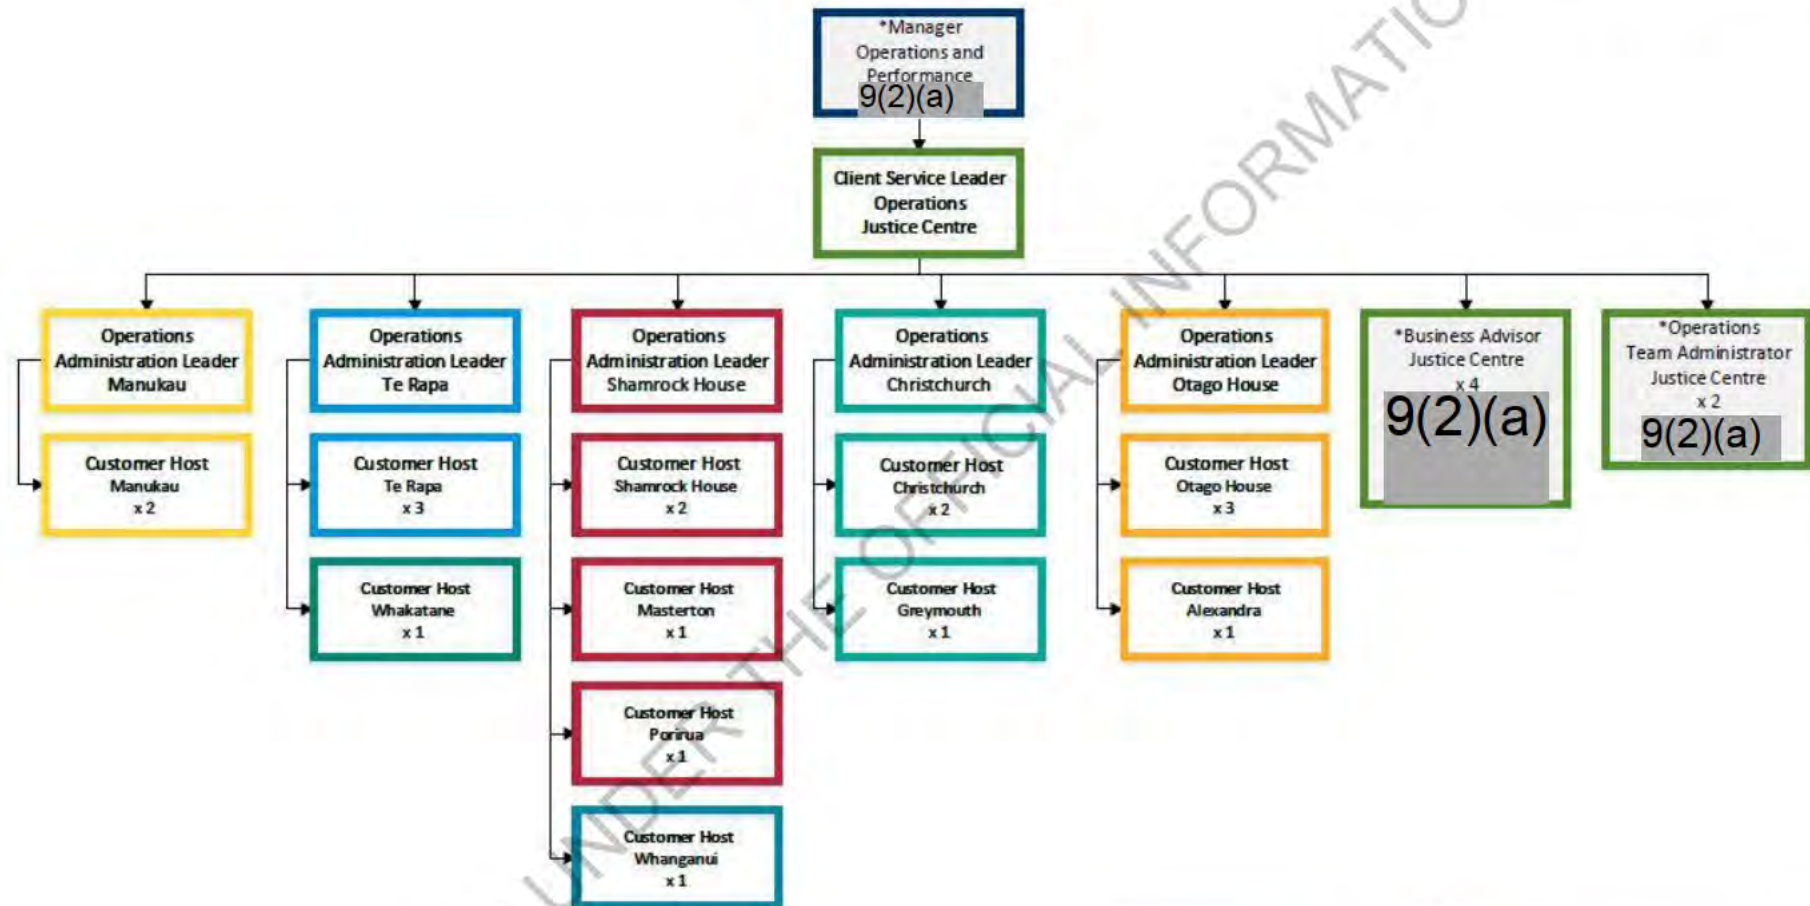 *Manager
Operations and
Performance
9(2)(a)
Client Service Leader
Operations
Justice Centre
Operations
Administration Leader
Manukau
Operations
Administration Leader
Te Rapa
Operations
Administration Leader
Shamrock House
Operations
Administration Leader
Christchurch
Operations
Administration Leader
Otago House
*Business Advisor
Justice Centre
x 4
9(2)(a)
*Operations
Team Administrator
Justice Centre
x 2
9(2)(a)
Customer Host
Manukau
x 2
Customer Host
Te Rapa
x 3
Customer Host
Shamrock House
x 2
Customer Host
Christchurch
x 2
Customer Host
Otago House
x 3
Customer Host
Whakatane
x 1
Customer Host
Masterton
x 1
Customer Host
Greymouth
x 1
Customer Host
Alexandra
x 1
Customer Host
Porirua
x 1
Customer Host
Whanganui
x 1
UNDER THE OFFICIAL INFORMATIO